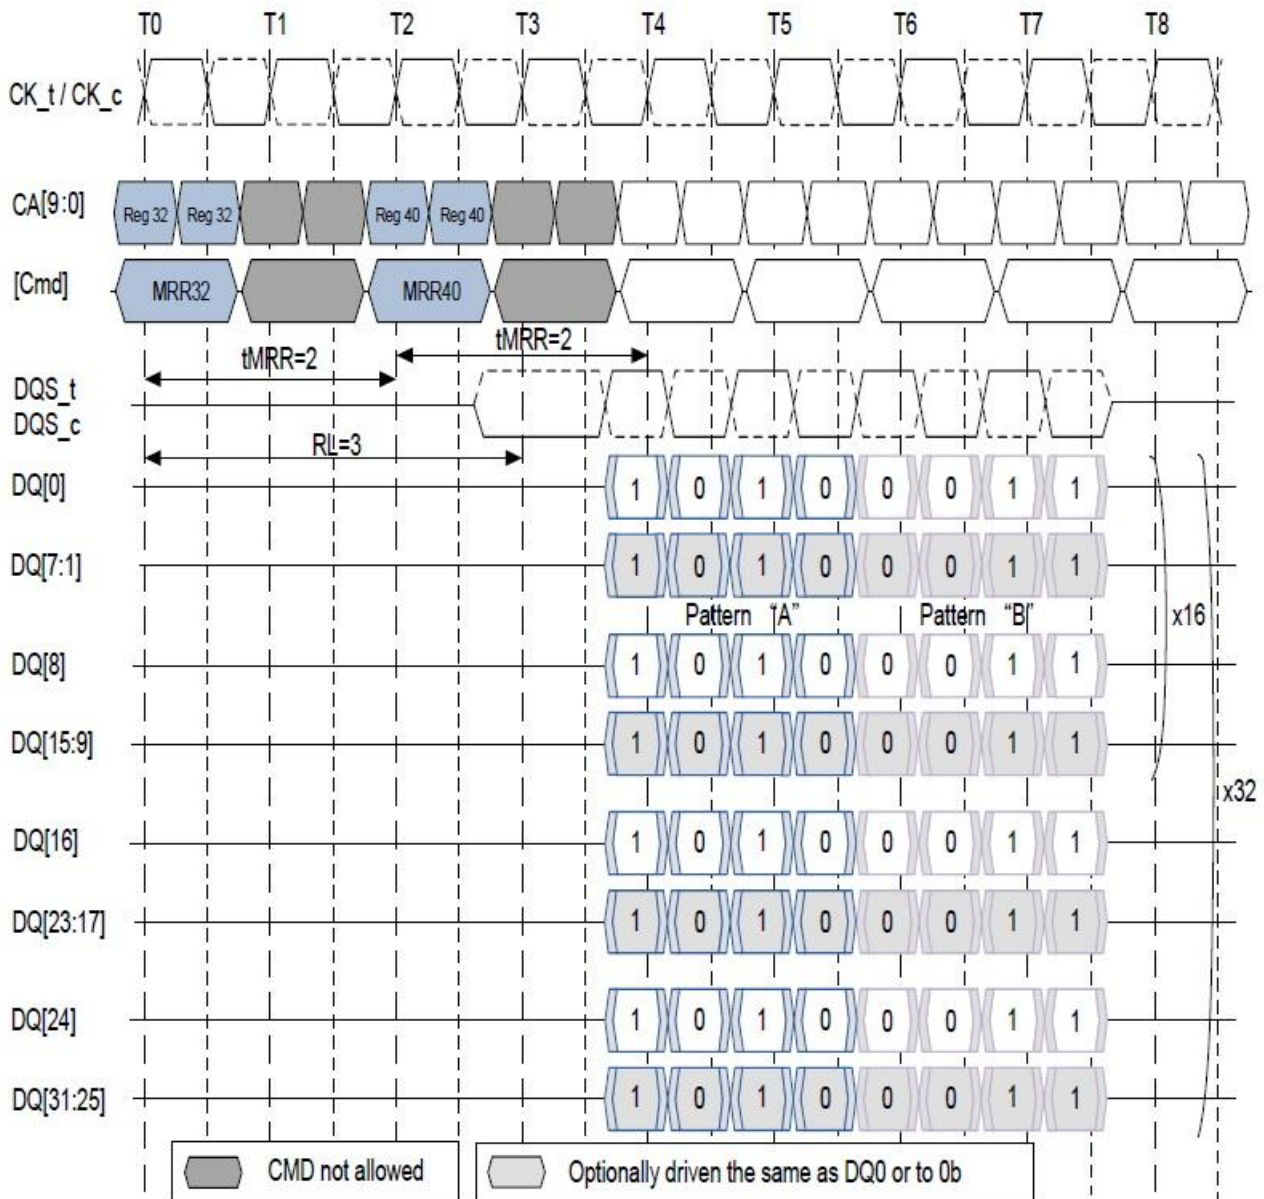 T0 T1 T2 T3 T4 T5 T6 T7 T8
CK_t / CK_c
CA[9:0] Reg 32 Reg 32 Reg 40 Reg 40
[Cmd] MRR32 MRR40
tMRR=2 tMRR=2
DQS_t
DQS_c
RL=3
DQ[0] 1 0 1 0 0 0 1 1
DQ[7:1] 1 0 1 0 0 0 1 1
Pattern “A” Pattern “B” x16
DQ[8] 1 0 1 0 0 0 1 1
DQ[15:9] 1 0 1 0 0 0 1 1
x32
DQ[16] 1 0 1 0 0 0 1 1
DQ[23:17] 1 0 1 0 0 0 1 1
DQ[24] 1 0 1 0 0 0 1 1
DQ[31:25] 1 0 1 0 0 0 1 1
CMD not allowed Optionally driven the same as DQ0 or to 0b